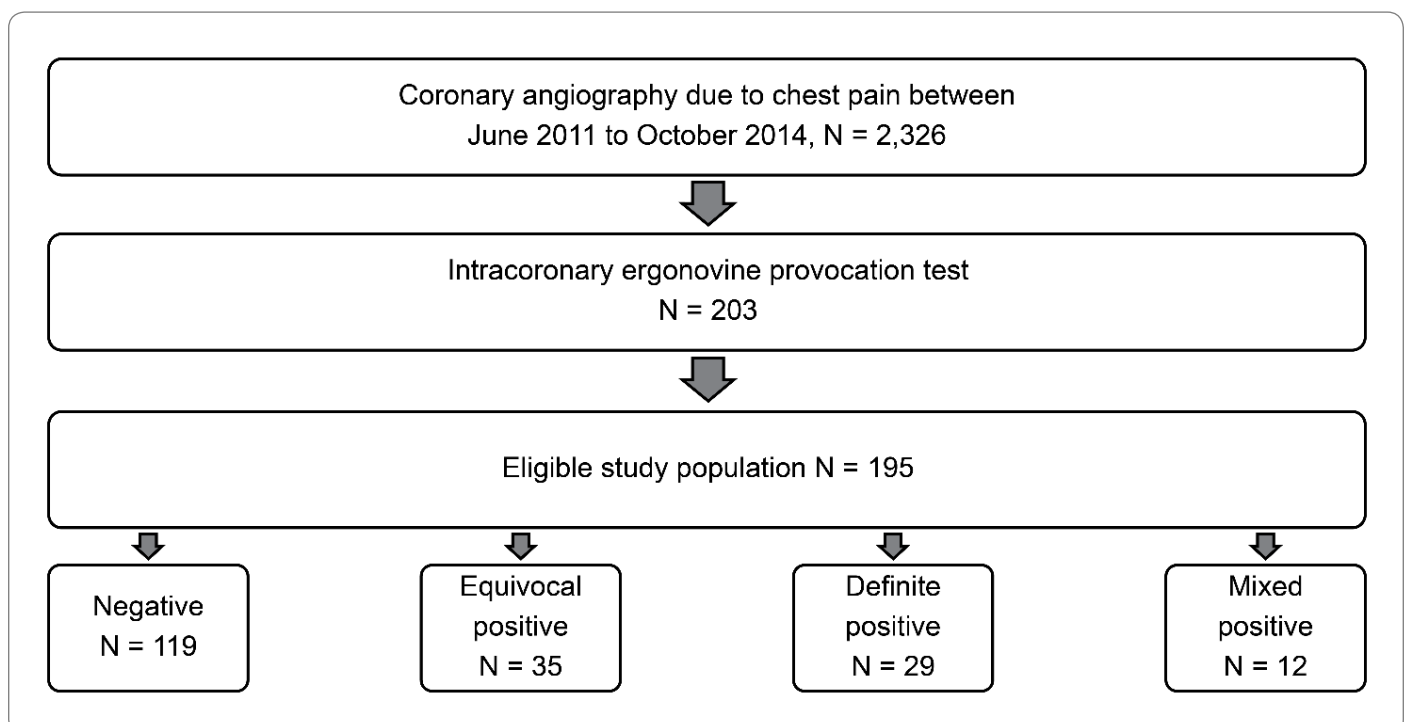 Coronary angiography due to chest pain between
June 2011 to October 2014, N = 2,326
Intracoronary ergonovine provocation test
N = 203
Eligible study population N = 195
Negative
N = 119
Equivocal
positive
N = 35
Definite
positive
N = 29
Mixed
positive
N = 12